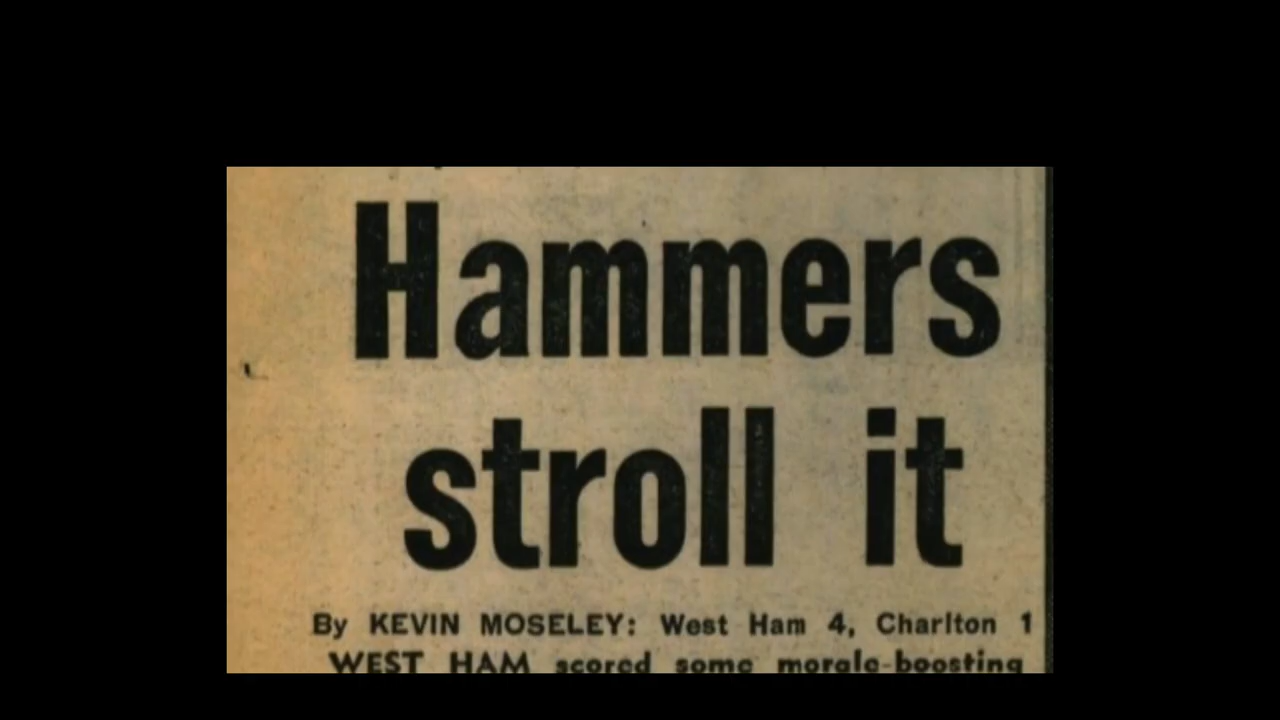 Hammers
stroll it
By KEVIN MOSELEY: West Ham 4, Charlton 1
WEST HAM scored some morale-boosting